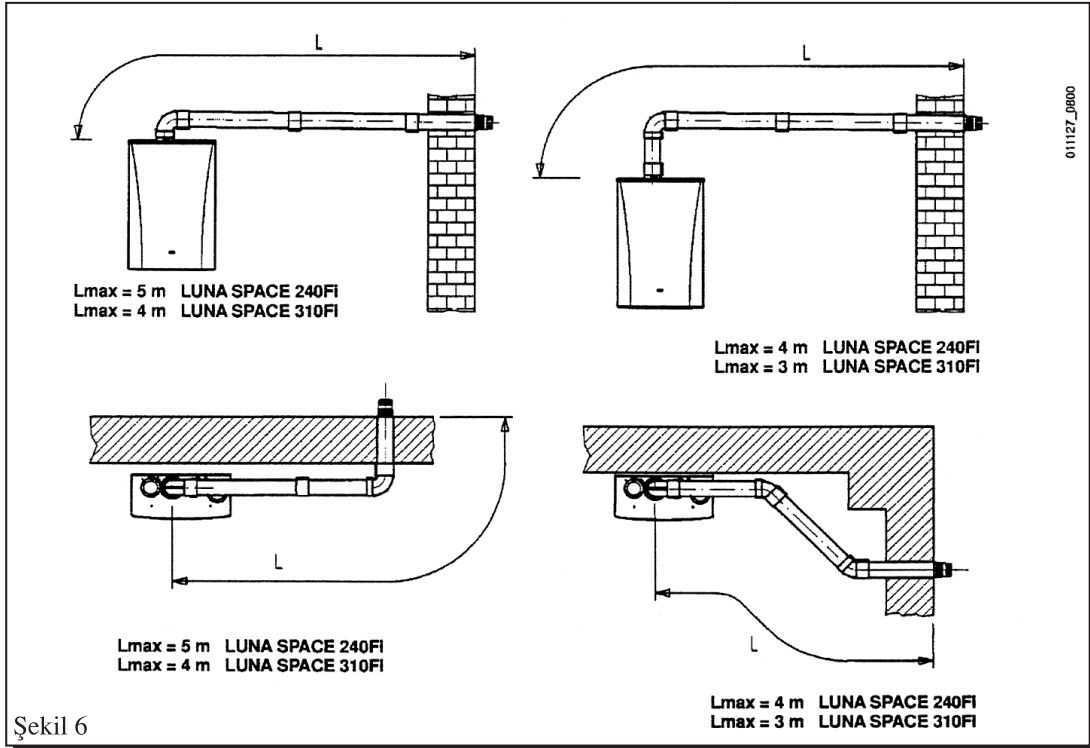 L
L
011127_0800
Lmax = 5 m LUNA SPACE 240Fi
Lmax = 4 m LUNA SPACE 310Fi
Lmax = 4 m LUNA SPACE 240Fi
Lmax = 3 m LUNA SPACE 310Fi
L
L
Lmax = 5 m LUNA SPACE 240Fi
Lmax = 4 m LUNA SPACE 310Fi
Lmax = 4 m LUNA SPACE 240Fi
Lmax = 3 m LUNA SPACE 310Fi
Şekil 6